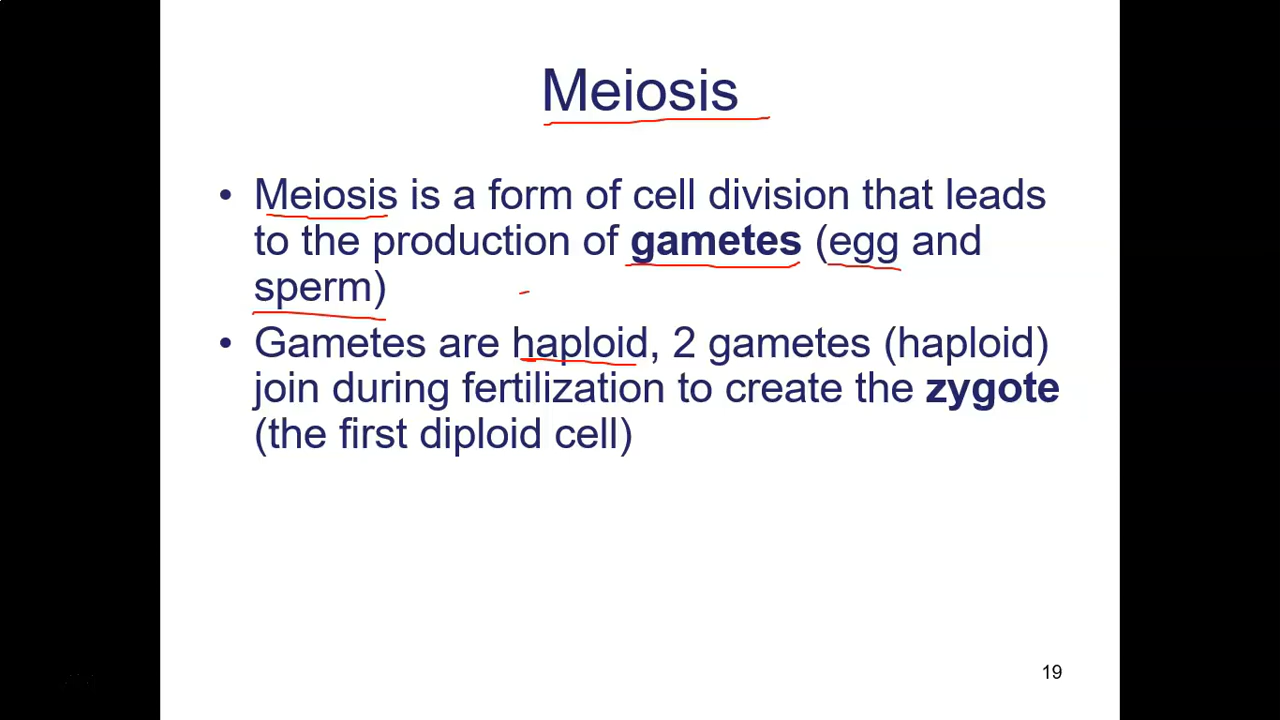 Meiosis
• Meiosis is a form of cell division that leads
to the production of gametes (egg and
sperm)
• Gametes are haploid, 2 gametes (haploid)
join during fertilization to create the zygote
(the first diploid cell)
19